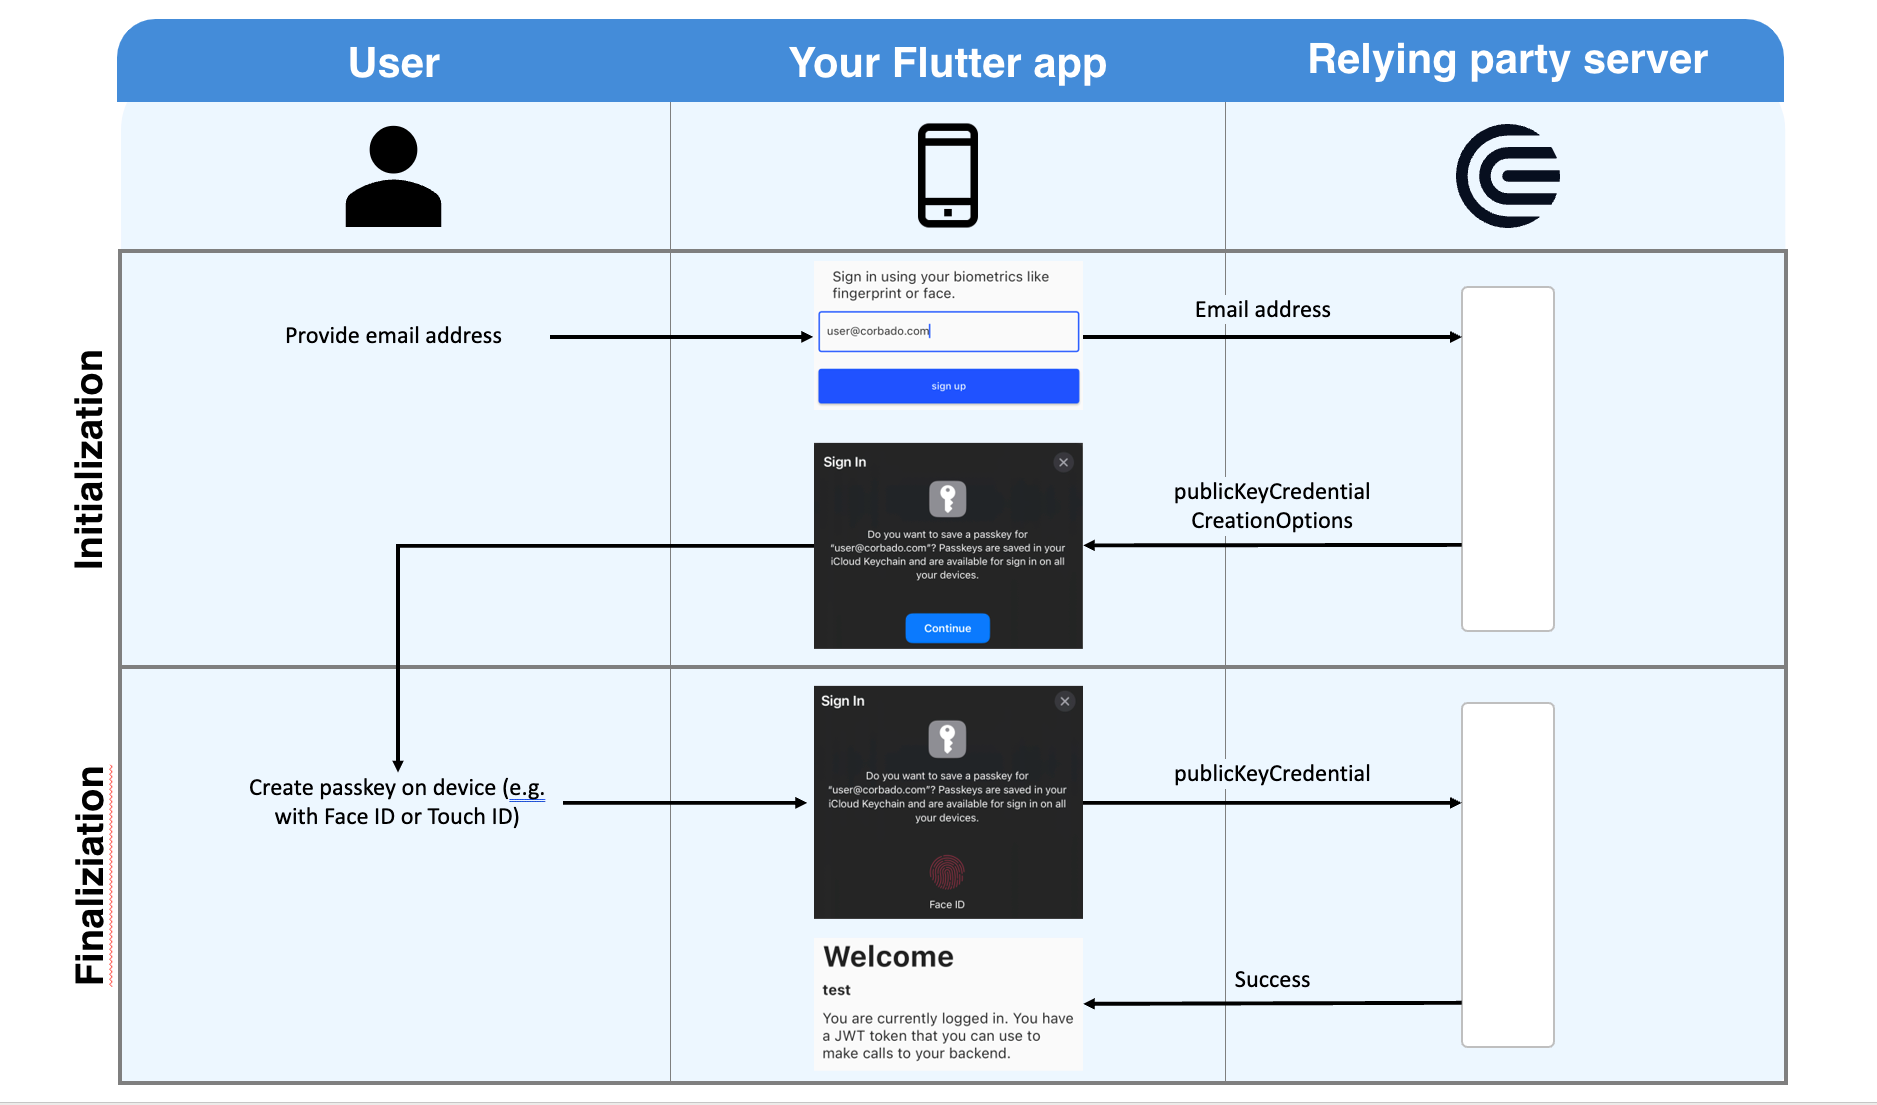 User
Your Flutter app
Relying party server
Initialization
Sign in using your biometrics like
fingerprint or face.
Provide email address
user@corbado.com
Email address
sign up
Sign In
Do you want to save a passkey for
“user@corbado.com”? Passkeys are saved in your
iCloud Keychain and are available for sign in on all
your devices.
Continue
publicKeyCredential
CreationOptions
Finaliziation
Sign In
Do you want to save a passkey for
“user@corbado.com”? Passkeys are saved in your
iCloud Keychain and are available for sign in on all
your devices.
Face ID
Create passkey on device (e.g.
with Face ID or Touch ID)
publicKeyCredential
Welcome
test
You are currently logged in. You have
a JWT token that you can use to
make calls to your backend.
Success